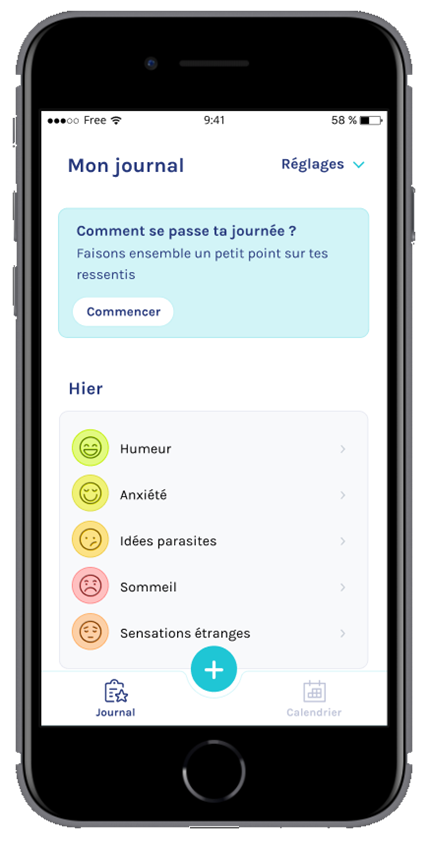 Free 9:41 58 %
Mon journal Réglages
Comment se passe ta journée ?
Faisons ensemble un petit point sur tes
ressentis
Commencer
Hier
Humeur
Anxiété
Idées parasites
Sommeil
Sensations étranges
Journal Calendrier